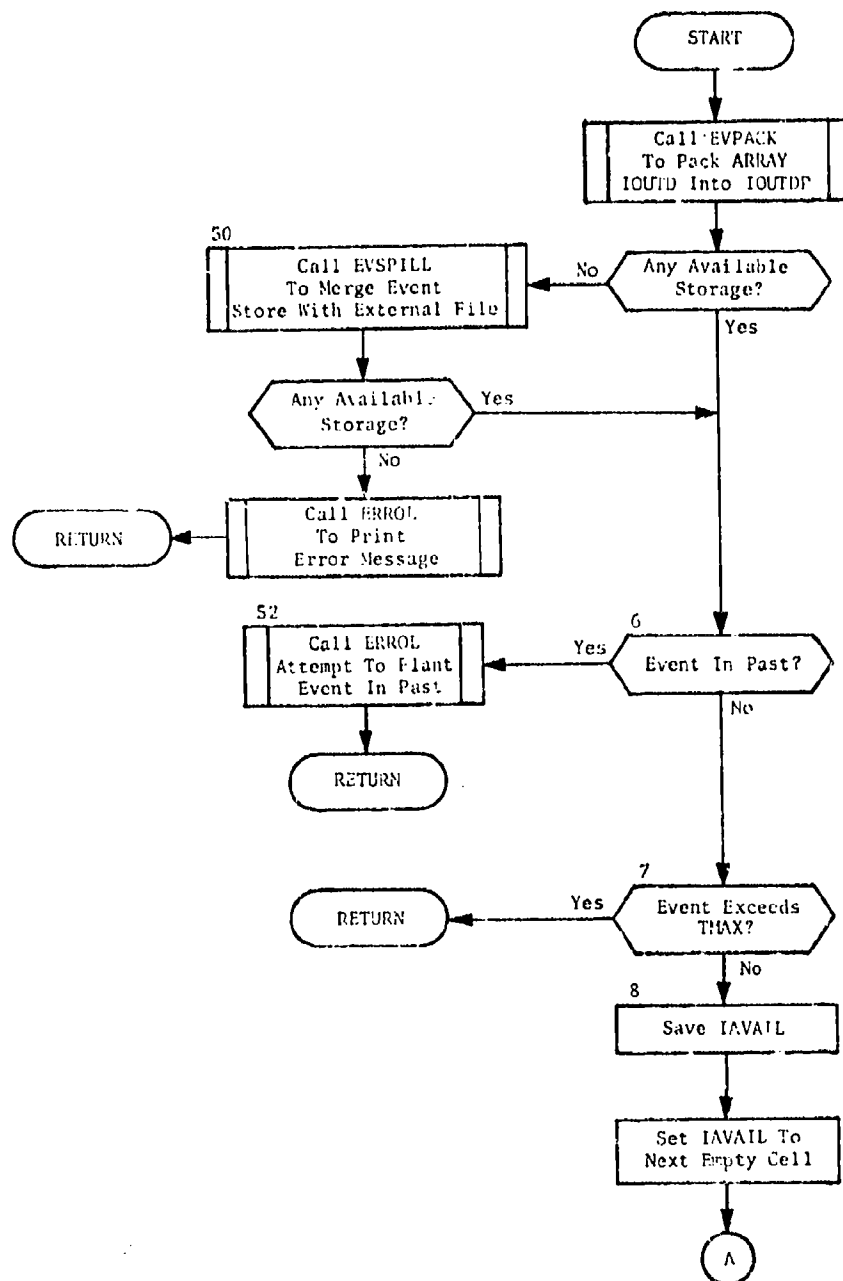 START
Call EVPACK
To Pack ARRAY
IOUTD Into IOUTDP
50
Call EVSPILL
To Merge Event
Store With External File
No
Any Available
Storage?
Yes
Any Available
Storage?
Yes
No
Call ERROL
To Print
Error Message
RETURN
52
Call ERROL
Attempt To Plant
Event In Past
Yes
6
Event In Past?
No
RETURN
7
Event Exceeds
TMAX?
Yes
RETURN
No
8
Save IAVAIL
Set IAVAIL To
Next Empty Cell
A